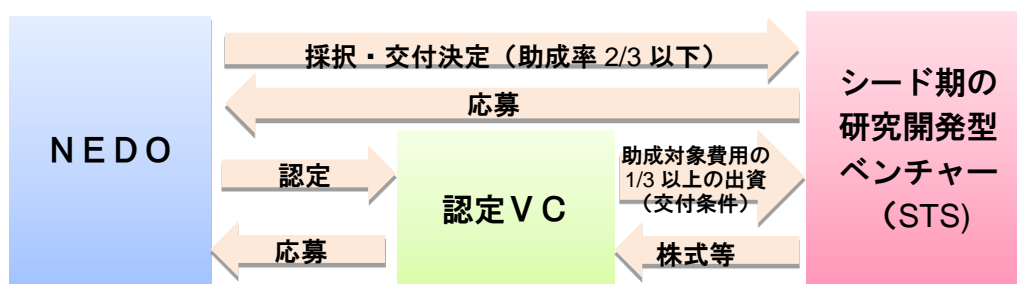 採択・交付決定（助成率 2/3 以下）
応募
ＮＥＤＯ
認定
応募
認定ＶＣ
助成対象費用の
1/3 以上の出資
（交付条件）
株式等
シード期の
研究開発型
ベンチャー
（STS)